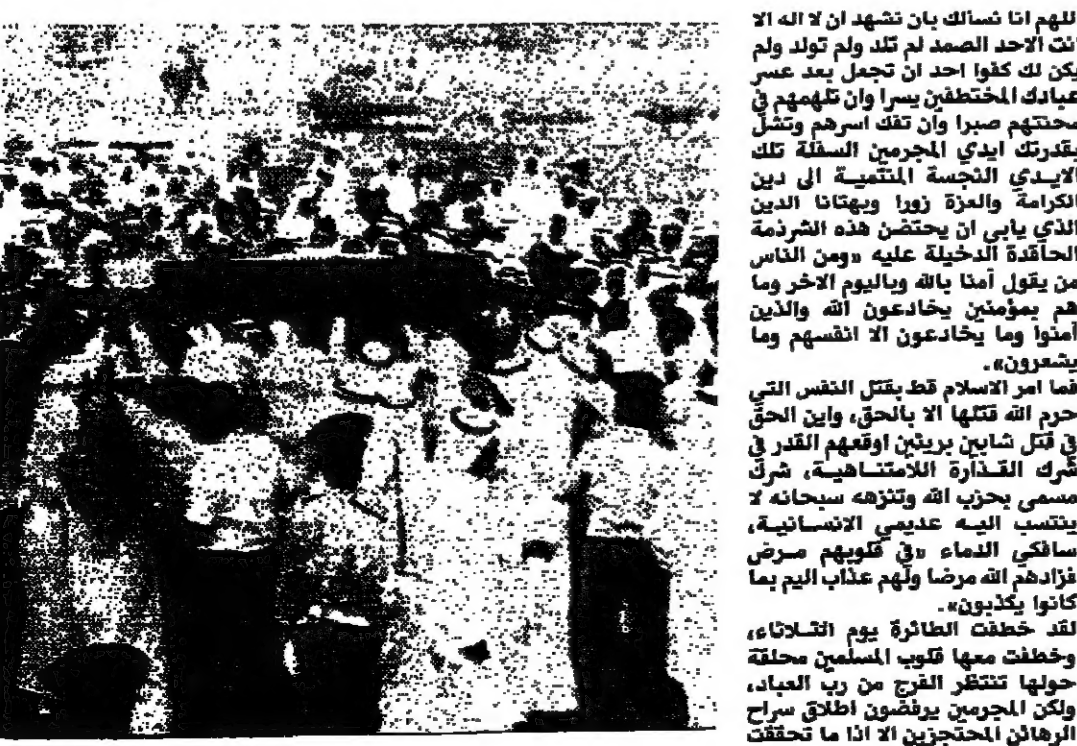 للهم انا نسألك بان نشهد ان لا اله الا
انت الاحد الصمد لم تلد ولم تولد ولم
يكن لك كفوا احد ان تجعل بعد عسر
عبادك المختطفين يسرا وان تلهمهم في
محنتهم صبرا وان تفك اسرهم وتشل
بقدرتك ايدي المجرمين السفلة تلك
الايدي النجسة المنتمية الى دين
الكرامة والعزة زورا وبهتانا الدين
الذي يابى ان يحتضن هذه الشرذمة
الحاقدة الدخيلة عليه «ومن الناس
من يقول آمنا بالله وباليوم الاخر وما
هم بمؤمنين يخادعون الله والذين
آمنوا وما يخادعون الا انفسهم وما
يشعرون».
فما امر الاسلام قط بقتل النفس التي
حرم الله قتلها الا بالحق، واين الحق
في قتل شابين بريئين اوقعهم القدر في
شرك القذارة اللامتناهية، شرك
مسمى بحزب الله وتنزه سبحانه لا
ينتسب اليه عديمي الانسانية،
سافكي الدماء «في قلوبهم مرض
فزادهم الله مرضا ولهم عذاب اليم بما
كانوا يكذبون».
لقد خطفت الطائرة يوم الثلاثاء،
وخطفت معها قلوب المسلمين محلقة
حولها تنتظر الفرج من رب العباد،
ولكن المجرمين يرفضون اطلاق سراح
الرهائن المحتجزين الا اذا ما تحققت